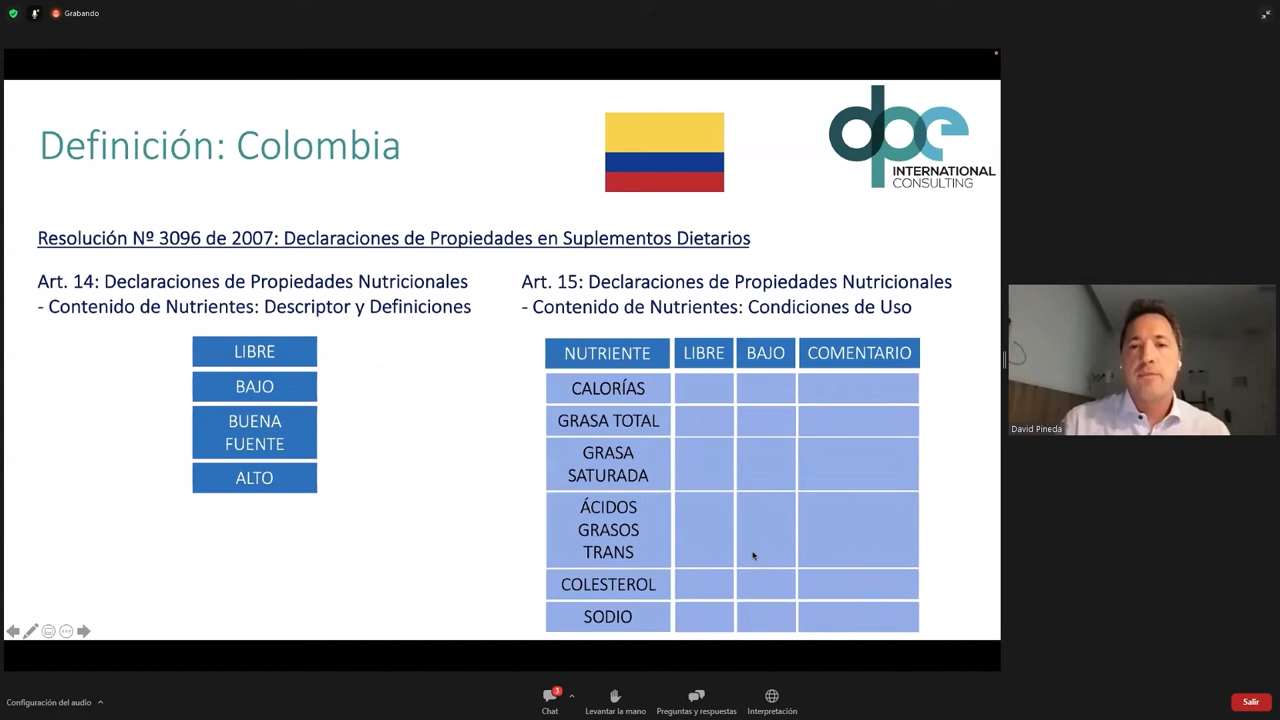 Grabando
Definición: Colombia
dpe
INTERNATIONAL
CONSULTING
Resolución Nº 3096 de 2007: Declaraciones de Propiedades en Suplementos Dietarios
Art. 14: Declaraciones de Propiedades Nutricionales
- Contenido de Nutrientes: Descriptor y Definiciones
LIBRE
BAJO
BUENA
FUENTE
ALTO
Art. 15: Declaraciones de Propiedades Nutricionales
- Contenido de Nutrientes: Condiciones de Uso
NUTRIENTE LIBRE BAJO COMENTARIO
CALORÍAS
GRASA TOTAL
GRASA
SATURADA
ÁCIDOS
GRASOS
TRANS
COLESTEROL
SODIO
David Pineda
Configuración del audio
3
Chat
Levantar la mano
Preguntas y respuestas
Interpretación
Salir